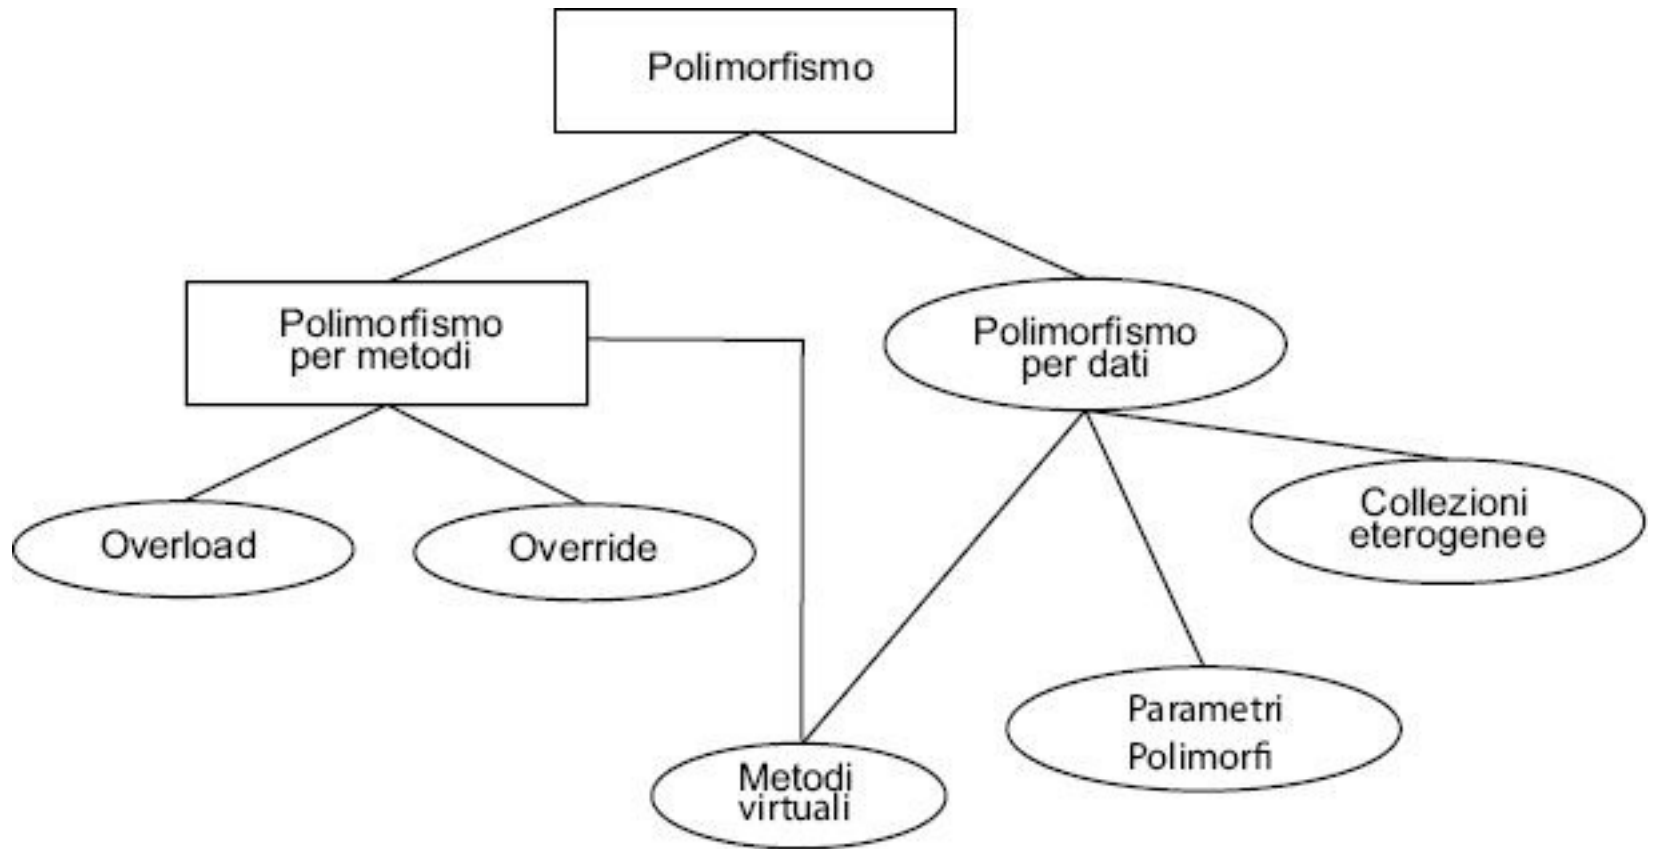 Polimorfismo
Polimorfismo
per metodi
Polimorfismo
per dati
Overload
Override
Collezioni
eterogenee
Parametri
Polimorfi
Metodi
virtuali